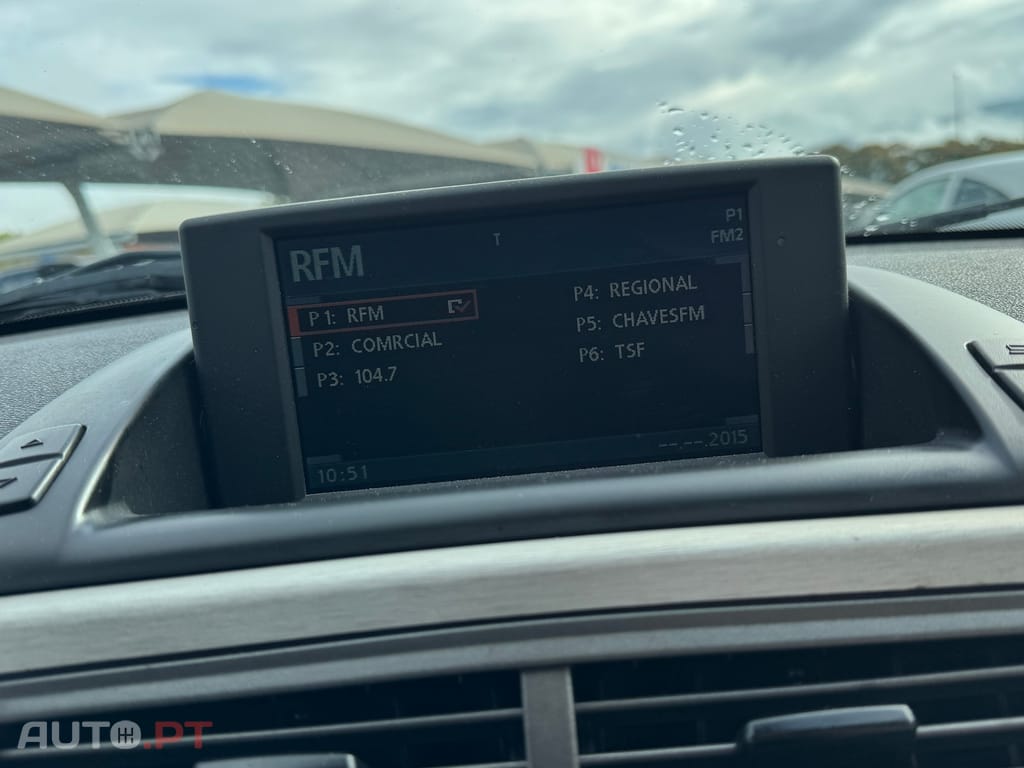 P1
T
FM2
RFM
P1: RFM
P2: COMRCIAL
P3: 104.7
P4: REGIONAL
P5: CHAVESFM
P6: TSF
10:51
--.--.2015
AUTO.PT